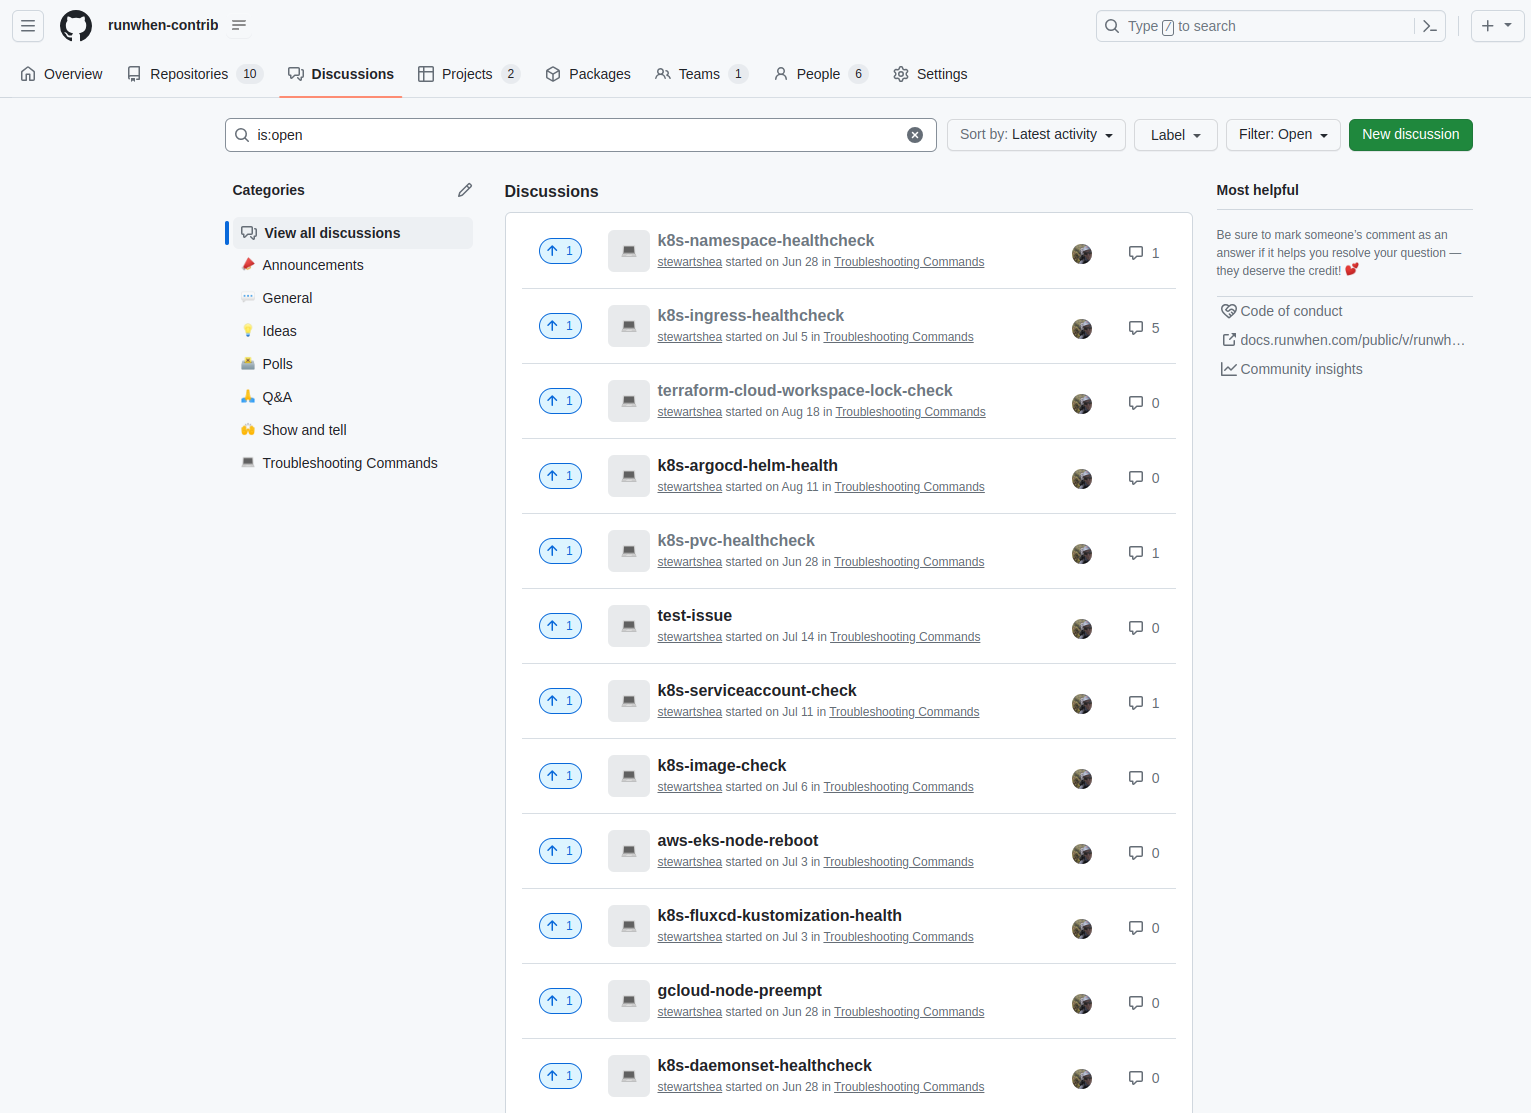 runwhen-contrib
Type / to search
Overview
Repositories 10
Discussions
Projects 2
Packages
Teams 1
People 6
Settings
is:open
Sort by: Latest activity
Label
Filter: Open
New discussion
Categories
View all discussions
Announcements
General
Ideas
Polls
Q&A
Show and tell
Troubleshooting Commands
Discussions
1
k8s-namespace-healthcheck
stewartshea started on Jun 28 in Troubleshooting Commands
1
1
k8s-ingress-healthcheck
stewartshea started on Jul 5 in Troubleshooting Commands
5
1
terraform-cloud-workspace-lock-check
stewartshea started on Aug 18 in Troubleshooting Commands
0
1
k8s-argocd-helm-health
stewartshea started on Aug 11 in Troubleshooting Commands
0
1
k8s-pvc-healthcheck
stewartshea started on Jun 28 in Troubleshooting Commands
1
1
test-issue
stewartshea started on Jul 14 in Troubleshooting Commands
0
1
k8s-serviceaccount-check
stewartshea started on Jul 11 in Troubleshooting Commands
1
1
k8s-image-check
stewartshea started on Jul 6 in Troubleshooting Commands
0
1
aws-eks-node-reboot
stewartshea started on Jul 3 in Troubleshooting Commands
0
1
k8s-fluxcd-kustomization-health
stewartshea started on Jul 3 in Troubleshooting Commands
0
1
gcloud-node-preempt
stewartshea started on Jun 28 in Troubleshooting Commands
0
1
k8s-daemonset-healthcheck
stewartshea started on Jun 28 in Troubleshooting Commands
0
Most helpful
Be sure to mark someone's comment as an
answer if it helps you resolve your question —
they deserve the credit! 💕
Code of conduct
docs.runwhen.com/public/v/runwh…
Community insights